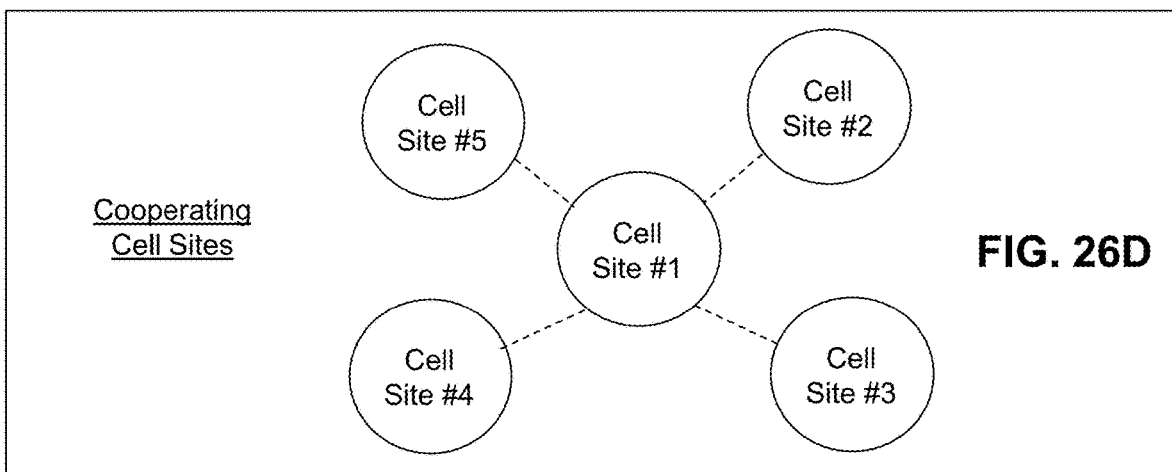 Cell
Site #5
Cell
Site #2
Cooperating
Cell Sites
Cell
Site #1
FIG. 26D
Cell
Site #4
Cell
Site #3